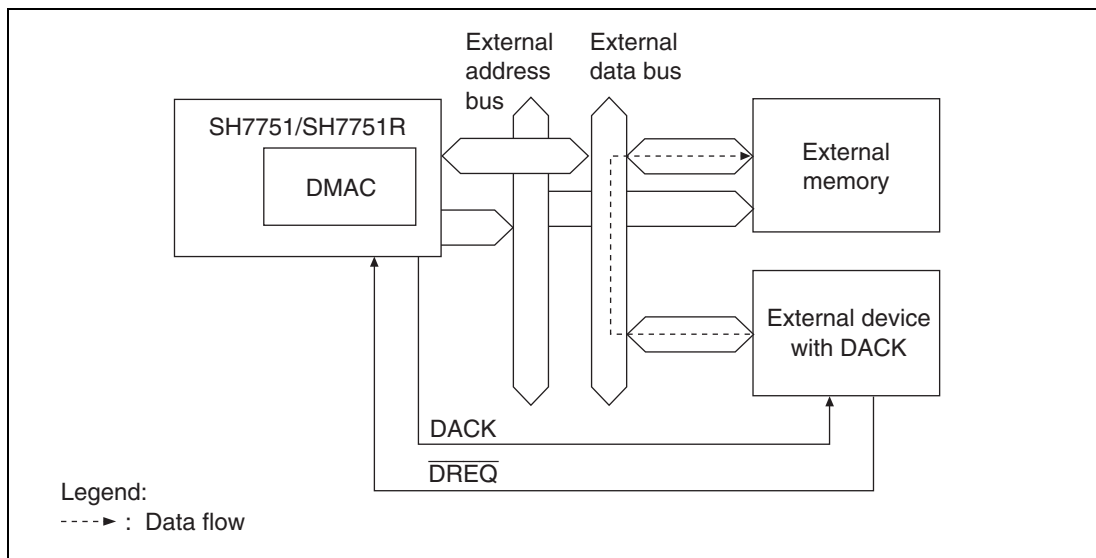 External
address
bus
External
data bus
SH7751/SH7751R
DMAC
External
memory
External device
with DACK
DACK
DREQ
Legend:
: Data flow